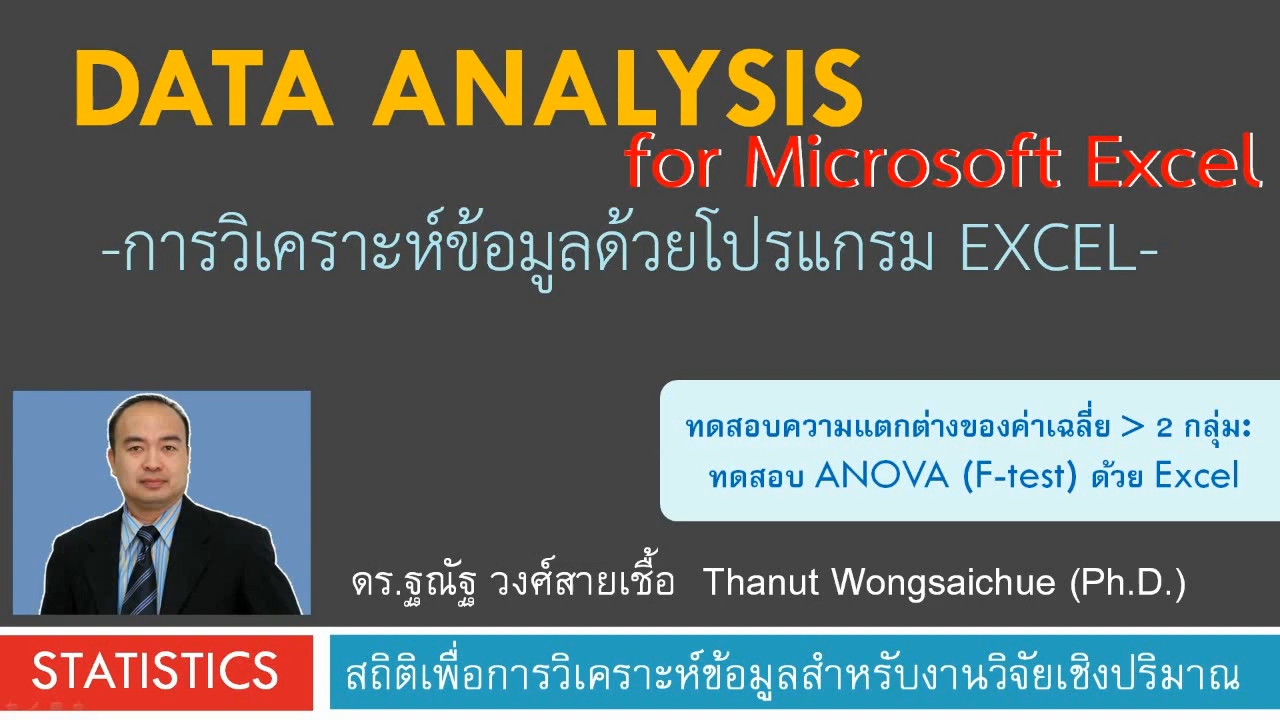 DATA ANALYSIS
for Microsoft Excel
-การวิเคราะห์ข้อมูลด้วยโปรแกรม EXCEL-
ทดสอบความแตกต่างของค่าเฉลี่ย > 2 กลุ่ม:
ทดสอบ ANOVA (F-test) ด้วย Excel
ดร.ฐณัฐ วงศ์สายเชื้อ Thanut Wongsaichue (Ph.D.)
STATISTICS
สถิติเพื่อการวิเคราะห์ข้อมูลสำหรับงานวิจัยเชิงปริมาณ